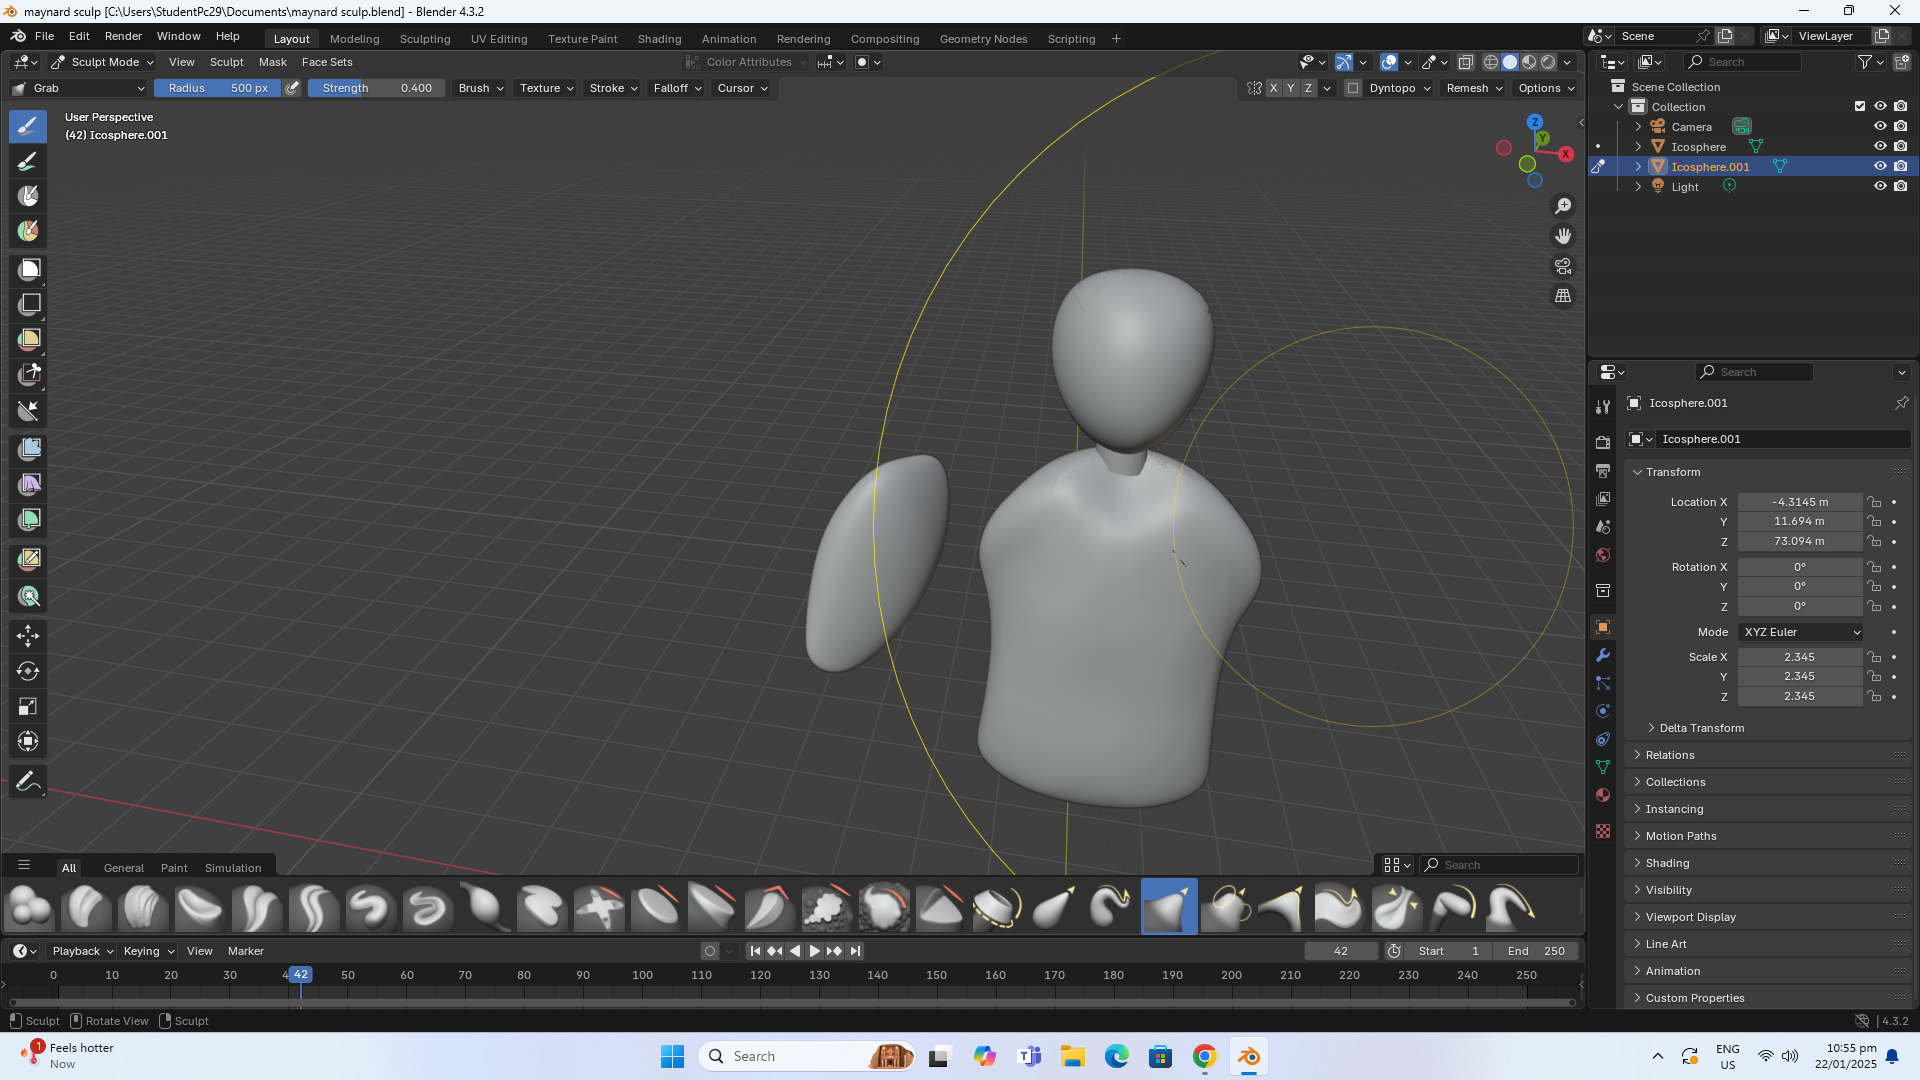 maynard sculp [C:\Users\StudentPc29\Documents\maynard sculp.blend] - Blender 4.3.2
File Edit Render Window Help
Layout Modeling Sculpting UV Editing Texture Paint Shading Animation Rendering Compositing Geometry Nodes Scripting +
Scene
ViewLayer
Sculpt Mode View Sculpt Mask Face Sets
Color Attributes
Grab
Radius 500 px
Strength 0.400
Brush Texture Stroke Falloff Cursor
X Y Z
Dyntopo Remesh Options
User Perspective
(42) Icosphere.001
Z
Y
X
Search
Scene Collection
Collection
Camera
Icosphere
Icosphere.001
Light
Search
Icosphere.001
Icosphere.001
Transform
Location X -4.3145 m
Y 11.694 m
Z 73.094 m
Rotation X 0°
Y 0°
Z 0°
Mode XYZ Euler
Scale X 2.345
Y 2.345
Z 2.345
Delta Transform
Relations
Collections
Instancing
Motion Paths
Shading
Visibility
Viewport Display
Line Art
Animation
Custom Properties
All General Paint Simulation
Search
Playback Keying View Marker
42
Start 1
End 250
0 10 20 30 4 42 50 60 70 80 90 100 110 120 130 140 150 160 170 180 190 200 210 220 230 240 250
Sculpt Rotate View Sculpt
4.3.2
1
Feels hotter
Now
Search
ENG
US
10:55 pm
22/01/2025